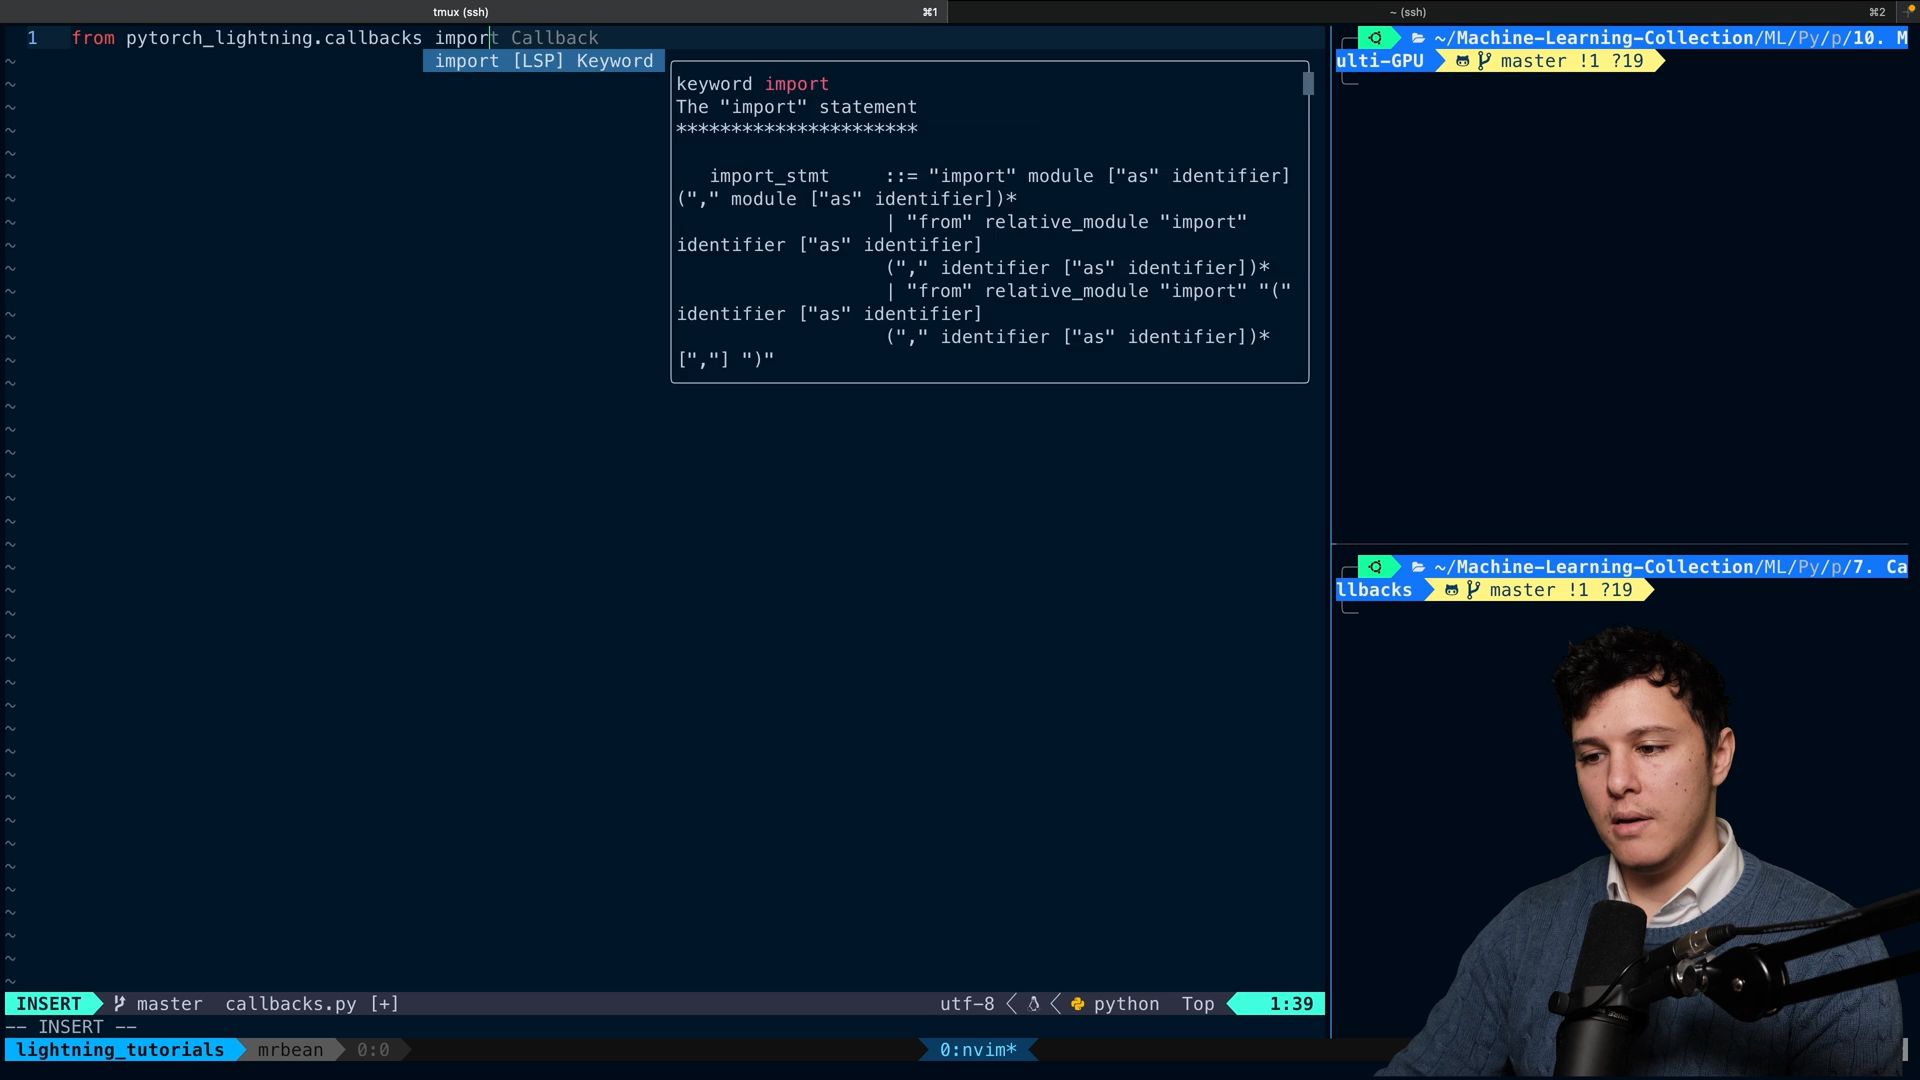 tmux (ssh) ⌘1
~ (ssh) ⌘2
1 from pytorch_lightning.callbacks import Callback
import [LSP] Keyword
keyword import
The "import" statement
**********************
import_stmt     ::= "import" module ["as" identifier]
("," module ["as" identifier])*
| "from" relative_module "import"
identifier ["as" identifier]
("," identifier ["as" identifier])*
| "from" relative_module "import" "("
identifier ["as" identifier]
("," identifier ["as" identifier])*
[","] ")"
~/Machine-Learning-Collection/ML/Py/p/10. M
ulti-GPU master !1 ?19
~/Machine-Learning-Collection/ML/Py/p/7. Ca
llbacks master !1 ?19
INSERT master callbacks.py [+] utf-8 python Top 1:39
-- INSERT --
lightning_tutorials mrbean 0:0 0:nvim*